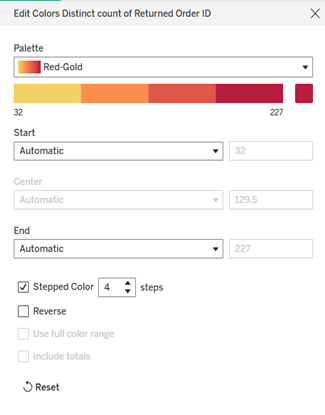 Edit Colors Distinct count of Returned Order ID
Palette
Red-Gold
32 227
Start
Automatic 32
Center
Automatic 129.5
End
Automatic 227
Stepped Color 4 steps
Reverse
Use full color range
Include totals
Reset